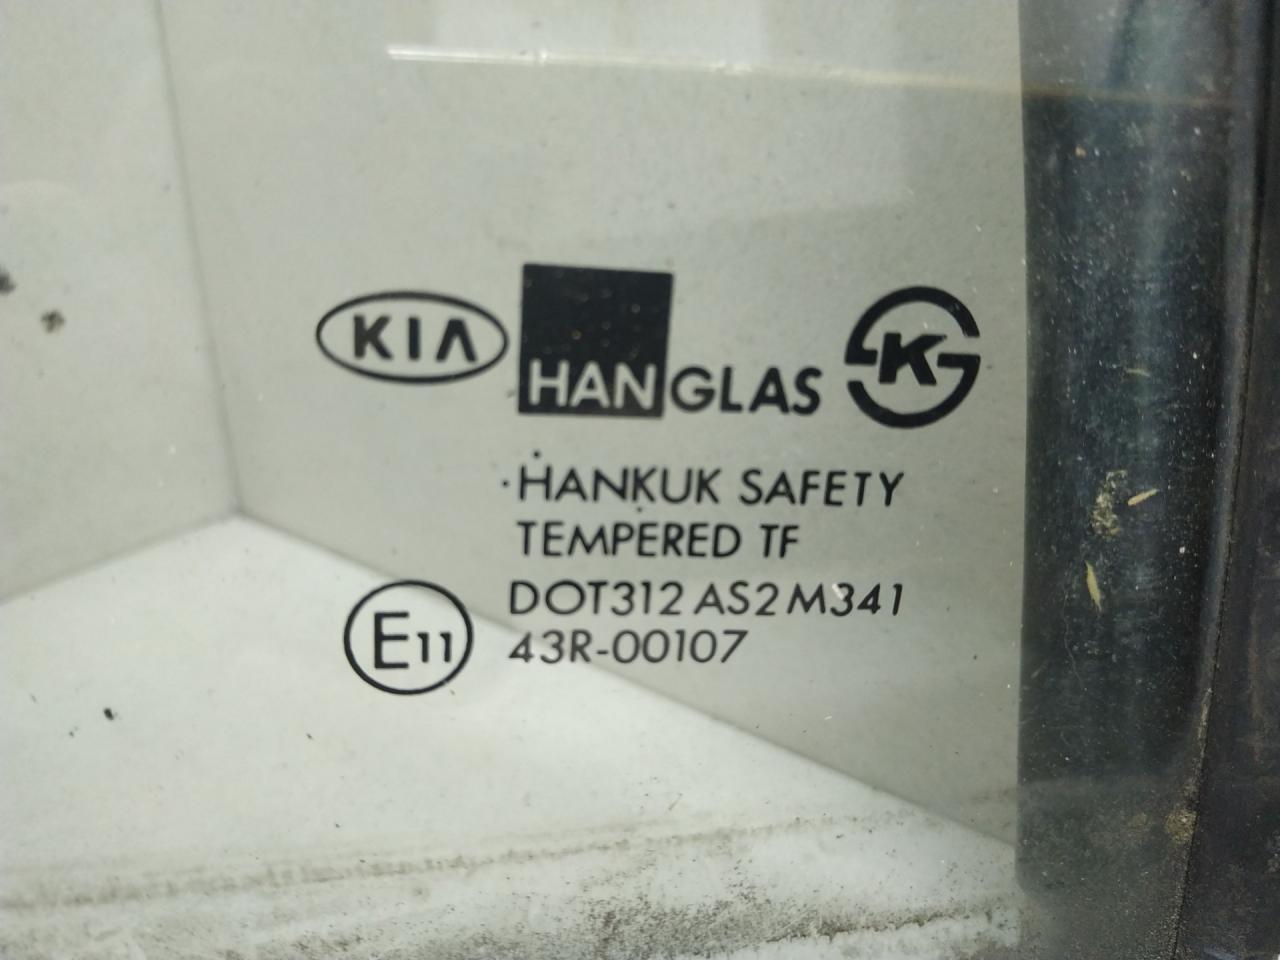 KIA HANGLAS K
HANKUK SAFETY
TEMPERED TF
DOT312 AS2 M341
E11 43R-00107